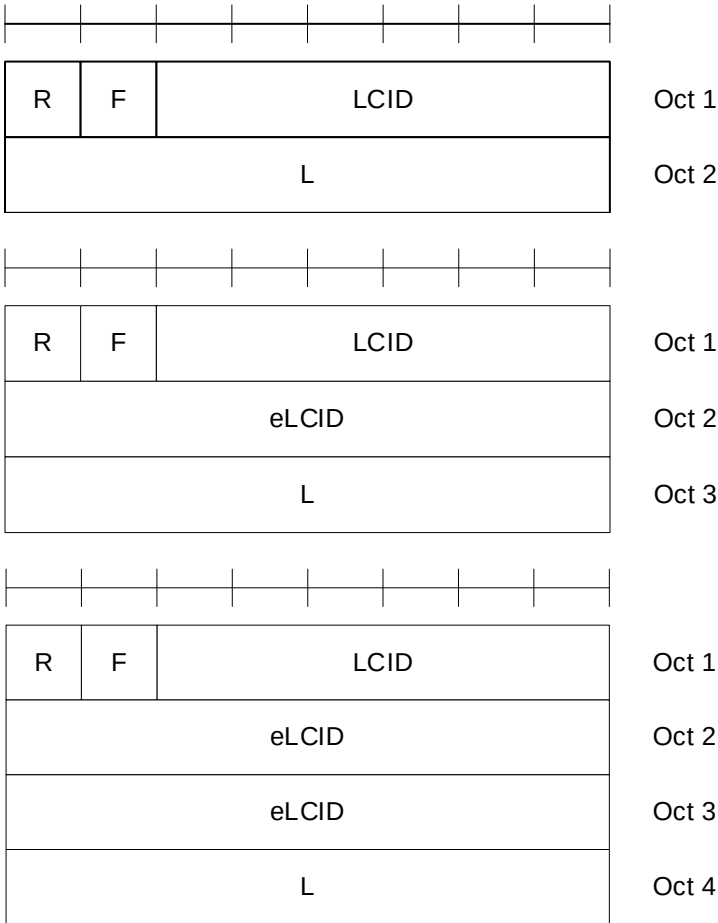 R F LCID Oct 1
L Oct 2
R F LCID Oct 1
eLCID Oct 2
L Oct 3
R F LCID Oct 1
eLCID Oct 2
eLCID Oct 3
L Oct 4